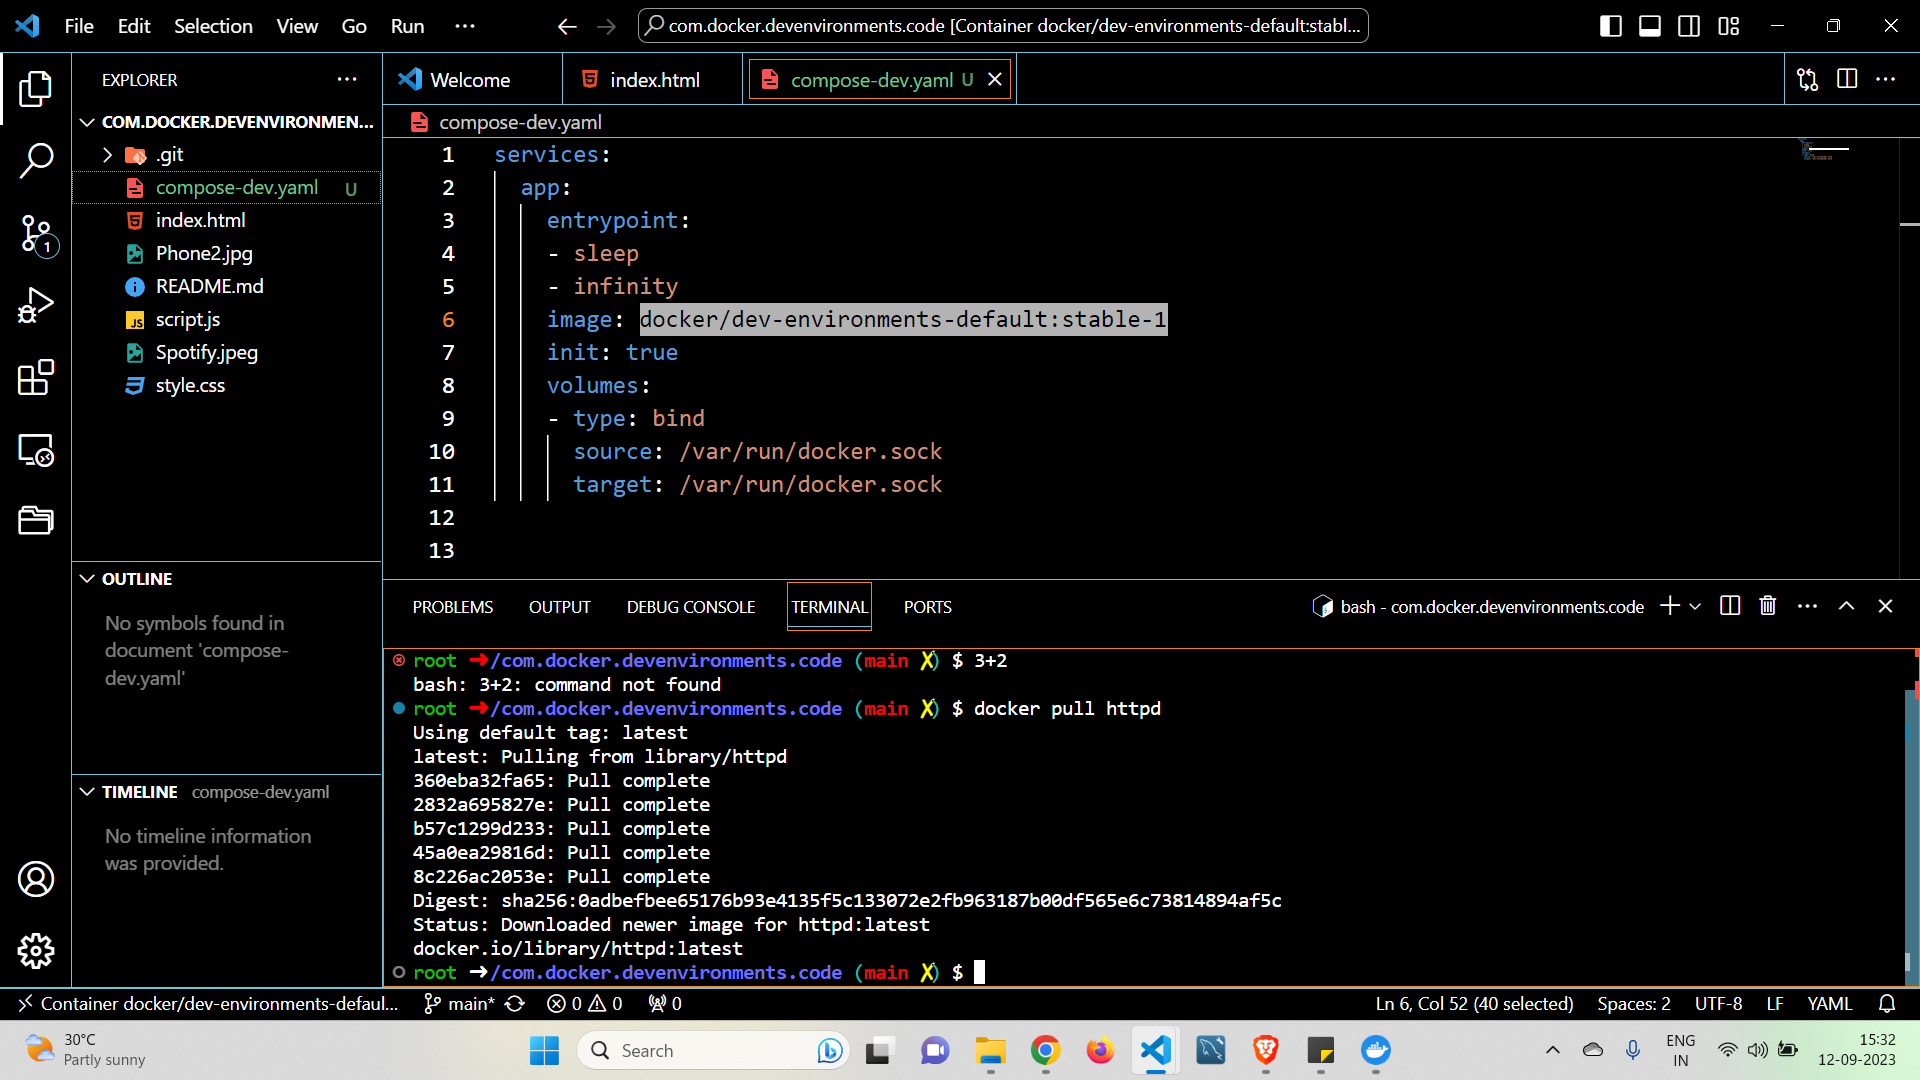 File Edit Selection View Go Run ···
com.docker.devenvironments.code [Container docker/dev-environments-default:stabl...
EXPLORER
COM.DOCKER.DEVENVIRONMEN...
.git
compose-dev.yaml U
index.html
Phone2.jpg
README.md
script.js
Spotify.jpeg
style.css
OUTLINE
No symbols found in
document 'compose-
dev.yaml'
TIMELINE compose-dev.yaml
No timeline information
was provided.
1
Welcome
index.html
compose-dev.yaml U
compose-dev.yaml
1 services:
2 app:
3 entrypoint:
4 - sleep
5 - infinity
6 image: docker/dev-environments-default:stable-1
7 init: true
8 volumes:
9 - type: bind
10 source: /var/run/docker.sock
11 target: /var/run/docker.sock
12
13
PROBLEMS OUTPUT DEBUG CONSOLE TERMINAL PORTS
bash - com.docker.devenvironments.code
root ➜/com.docker.devenvironments.code (main ✗) $ 3+2
bash: 3+2: command not found
root ➜/com.docker.devenvironments.code (main ✗) $ docker pull httpd
Using default tag: latest
latest: Pulling from library/httpd
360eba32fa65: Pull complete
2832a695827e: Pull complete
b57c1299d233: Pull complete
45a0ea29816d: Pull complete
8c226ac2053e: Pull complete
Digest: sha256:0adbefbee65176b93e4135f5c133072e2fb963187b00df565e6c73814894af5c
Status: Downloaded newer image for httpd:latest
docker.io/library/httpd:latest
root ➜/com.docker.devenvironments.code (main ✗) $
Container docker/dev-environments-defaul... main* 0 0 0
Ln 6, Col 52 (40 selected) Spaces: 2 UTF-8 LF YAML
30°C
Partly sunny
Search
ENG
IN
15:32
12-09-2023